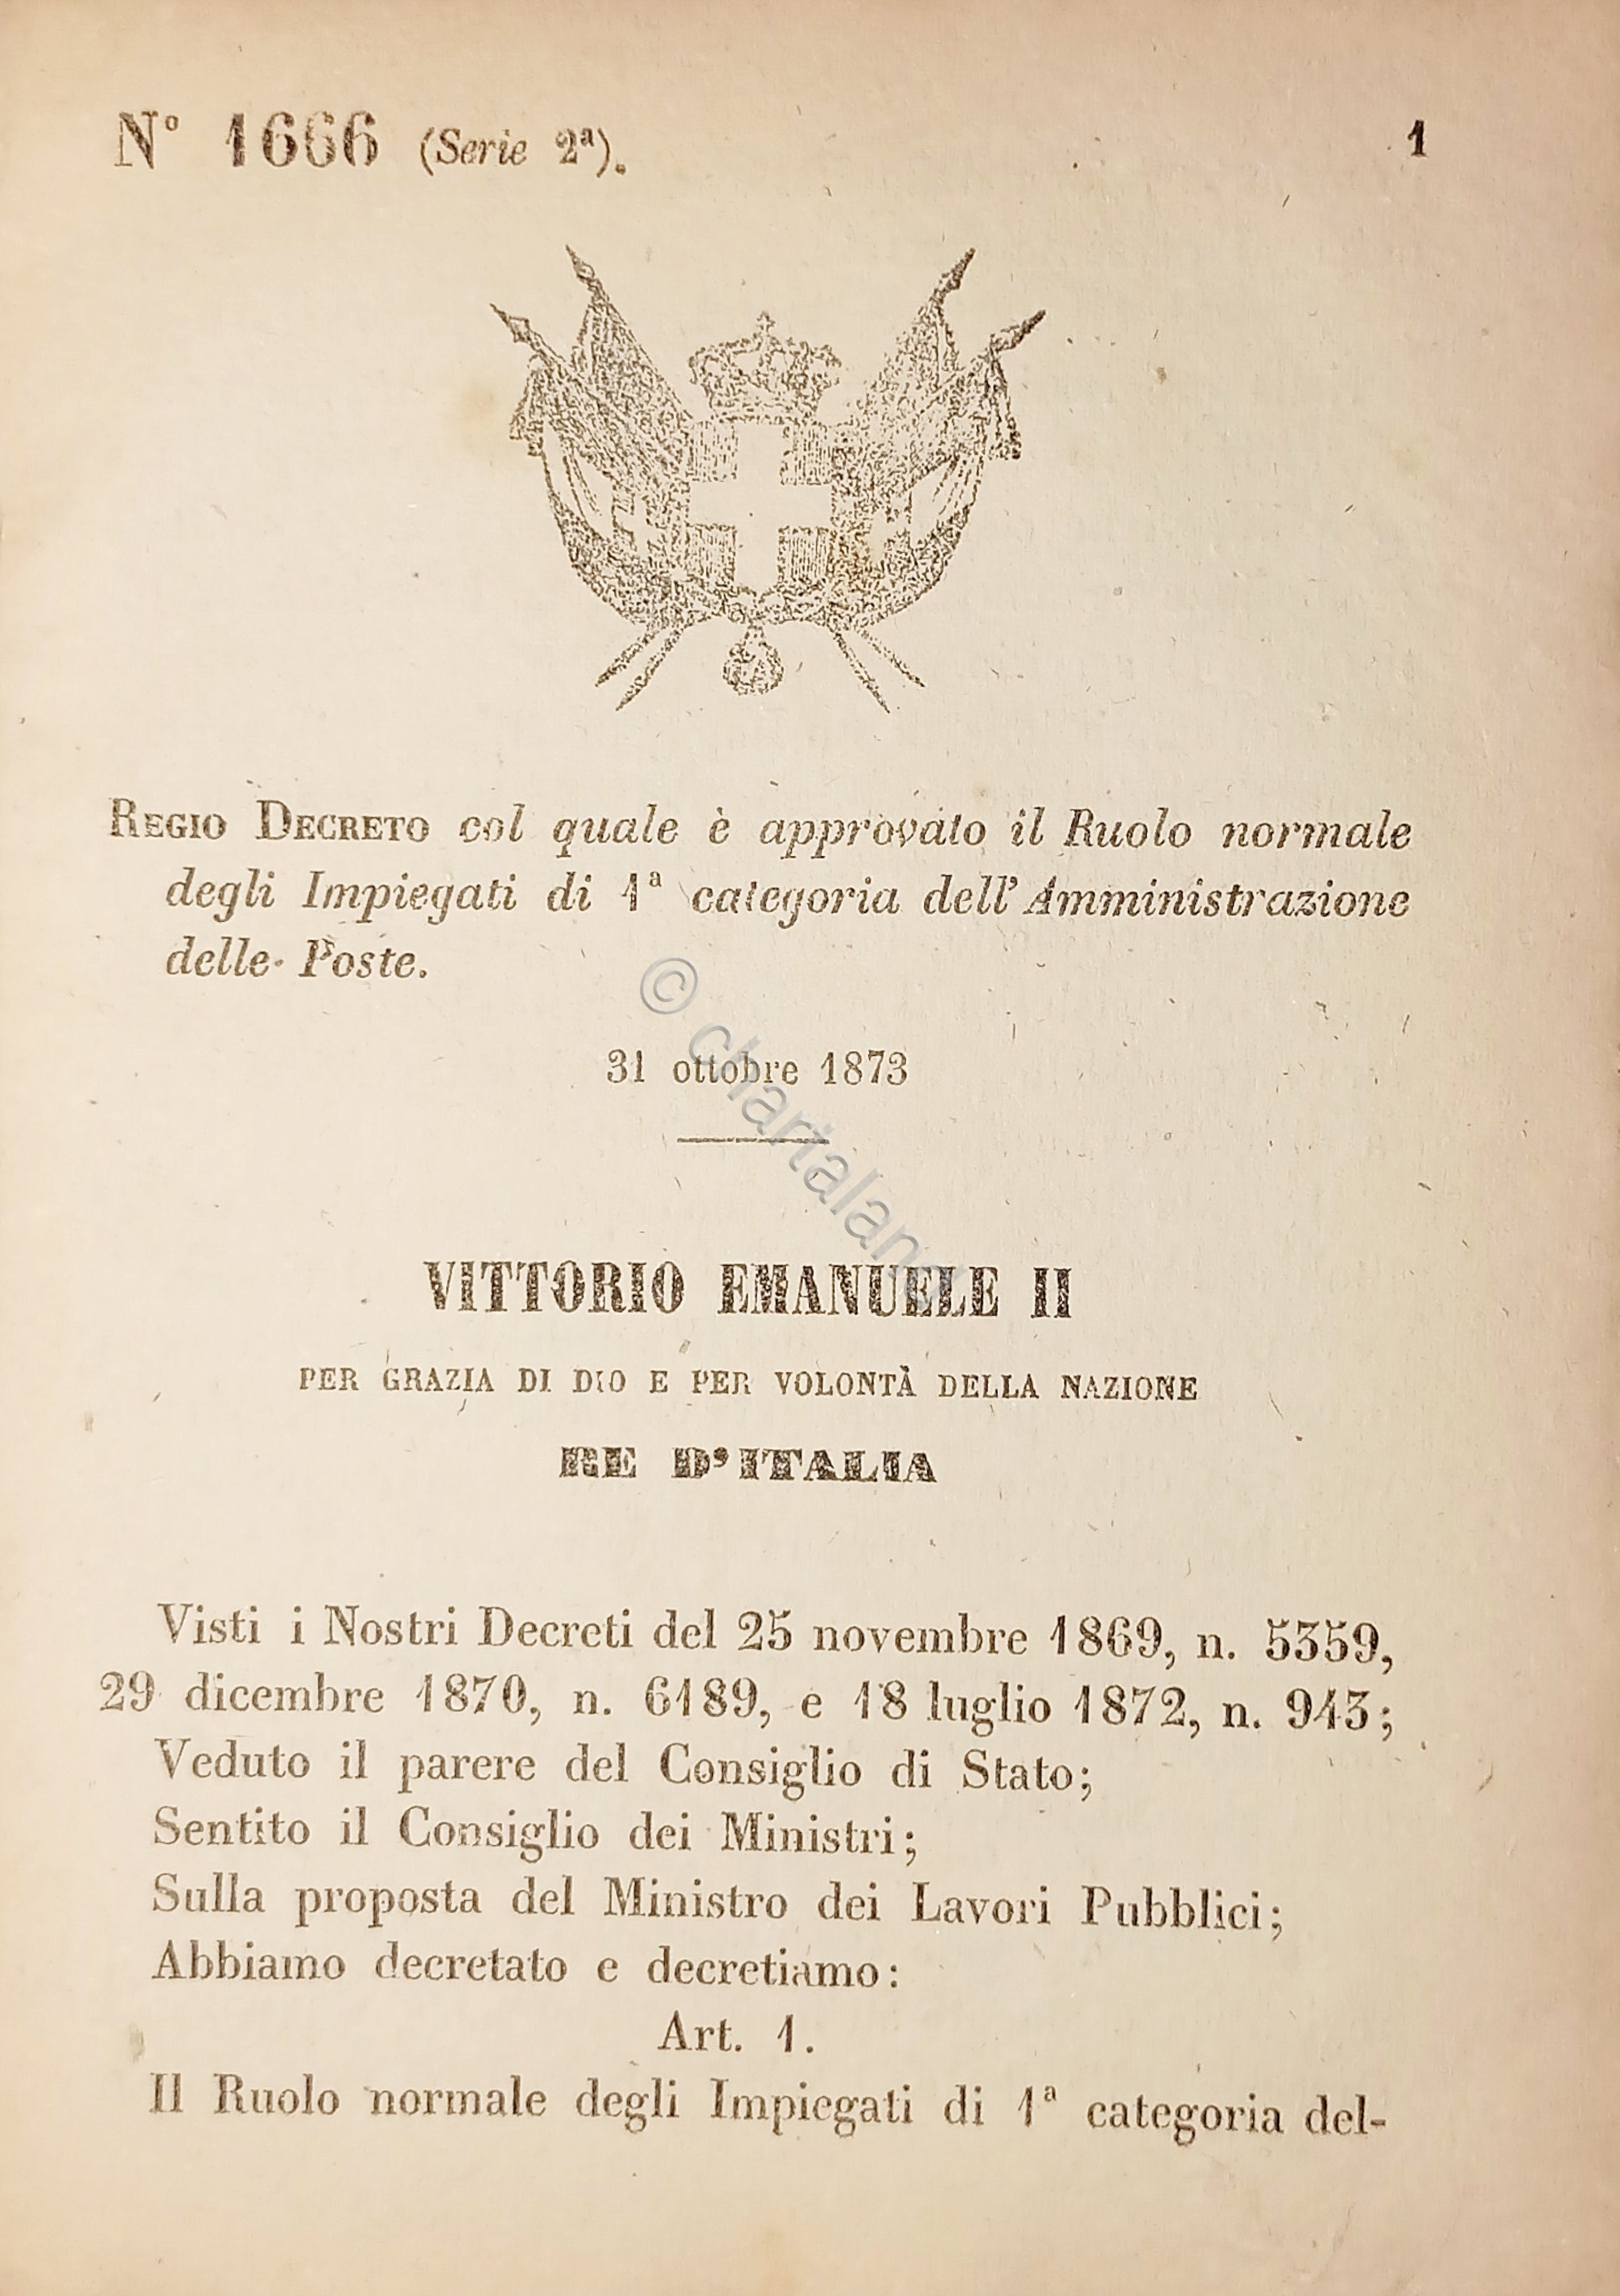 N° 1666 (Serie 2ª). 1
REGIO DECRETO col quale è approvato il Ruolo normale
degli Impiegati di 1ª categoria dell'Amministrazione
delle Poste.
31 ottobre 1873
© chartaland
VITTORIO EMANUELE II
PER GRAZIA DI DIO E PER VOLONTÀ DELLA NAZIONE
RE D'ITALIA
Visti i Nostri Decreti del 25 novembre 1869, n. 5359,
29 dicembre 1870, n. 6189, e 18 luglio 1872, n. 943;
Veduto il parere del Consiglio di Stato;
Sentito il Consiglio dei Ministri;
Sulla proposta del Ministro dei Lavori Pubblici;
Abbiamo decretato e decretiamo:
Art. 1.
Il Ruolo normale degli Impiegati di 1ª categoria del-